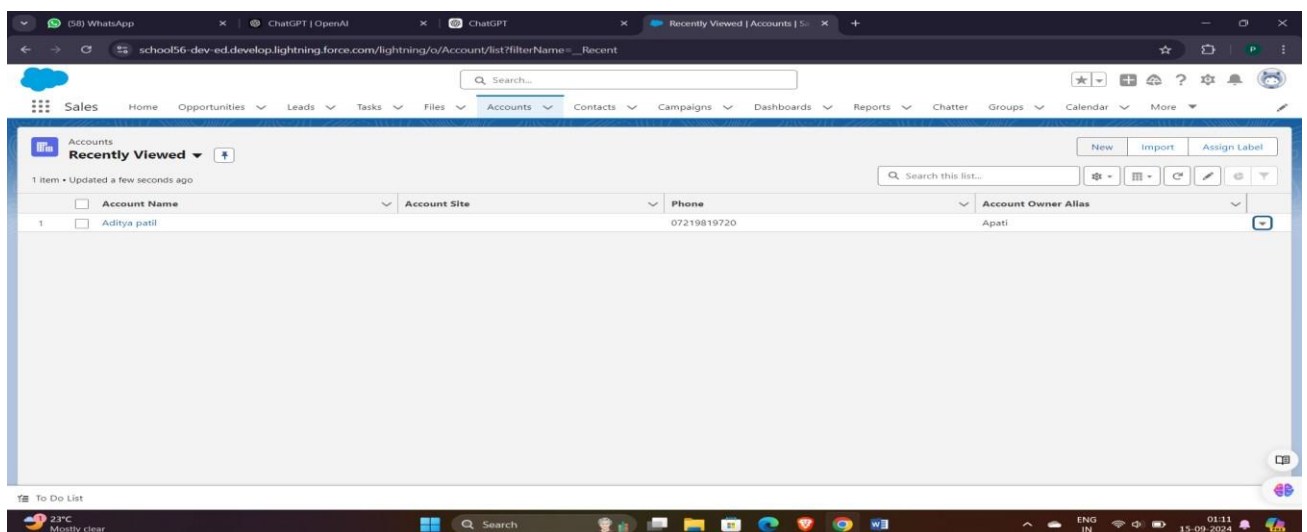 (58) WhatsApp
ChatGPT | OpenAI
ChatGPT
Recently Viewed | Accounts | Sa
school56-dev-ed.develop.lightning.force.com/lightning/o/Account/list?filterName=__Recent
P
Search...
Sales Home Opportunities Leads Tasks Files Accounts Contacts Campaigns Dashboards Reports Chatter Groups Calendar More
Accounts
Recently Viewed
New Import Assign Label
1 item • Updated a few seconds ago
Search this list...
Account Name Account Site Phone Account Owner Alias
1 Aditya patil 07219819720 Apati
To Do List
23°C
Mostly clear
Search
ENG
IN
01:11
15-09-2024